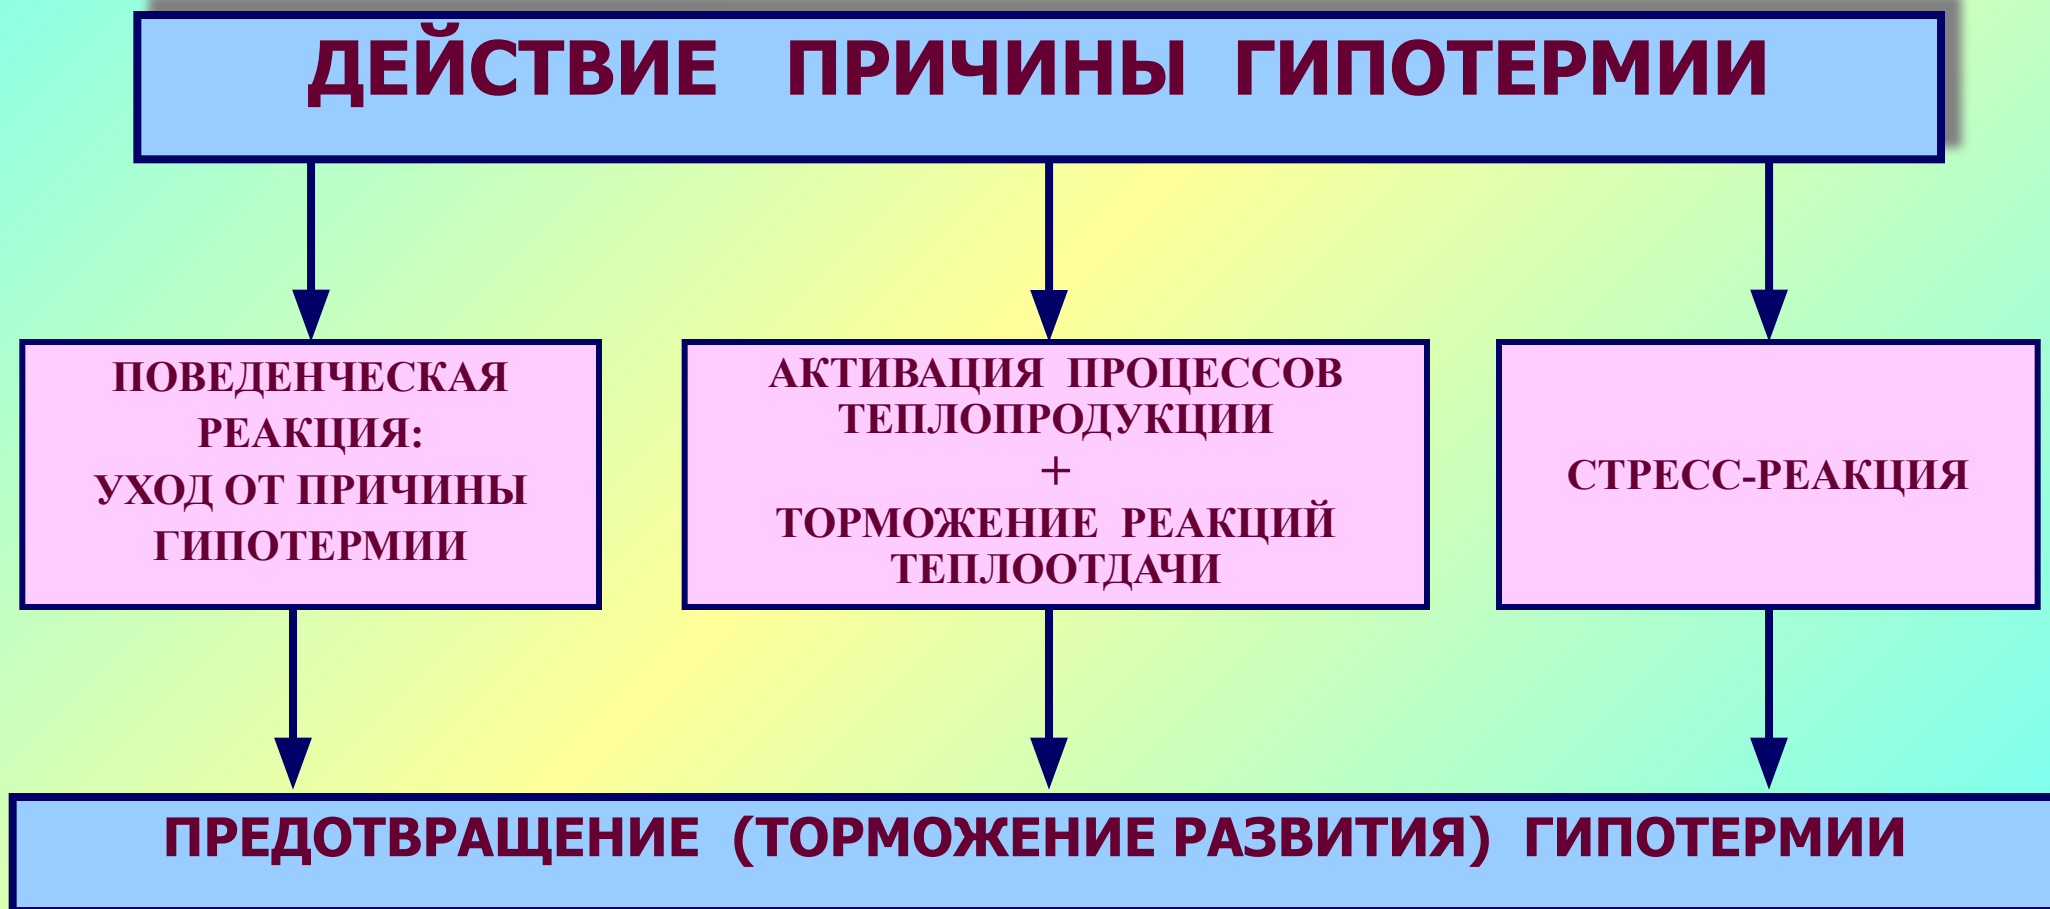 ДЕЙСТВИЕ ПРИЧИНЫ ГИПОТЕРМИИ
ПОВЕДЕНЧЕСКАЯ
РЕАКЦИЯ:
УХОД ОТ ПРИЧИНЫ
ГИПОТЕРМИИ
АКТИВАЦИЯ ПРОЦЕССОВ
ТЕПЛОПРОДУКЦИИ
+
ТОРМОЖЕНИЕ РЕАКЦИЙ
ТЕПЛООТДАЧИ
СТРЕСС-РЕАКЦИЯ
ПРЕДОТВРАЩЕНИЕ (ТОРМОЖЕНИЕ РАЗВИТИЯ) ГИПОТЕРМИИ